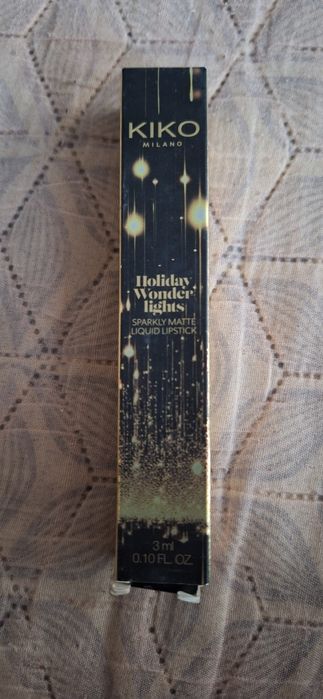 KIKO
MILANO
Holiday
Wonder
lights
SPARKLY MATTE
LIQUID LIPSTICK
3 ml
0.10 FL. OZ.